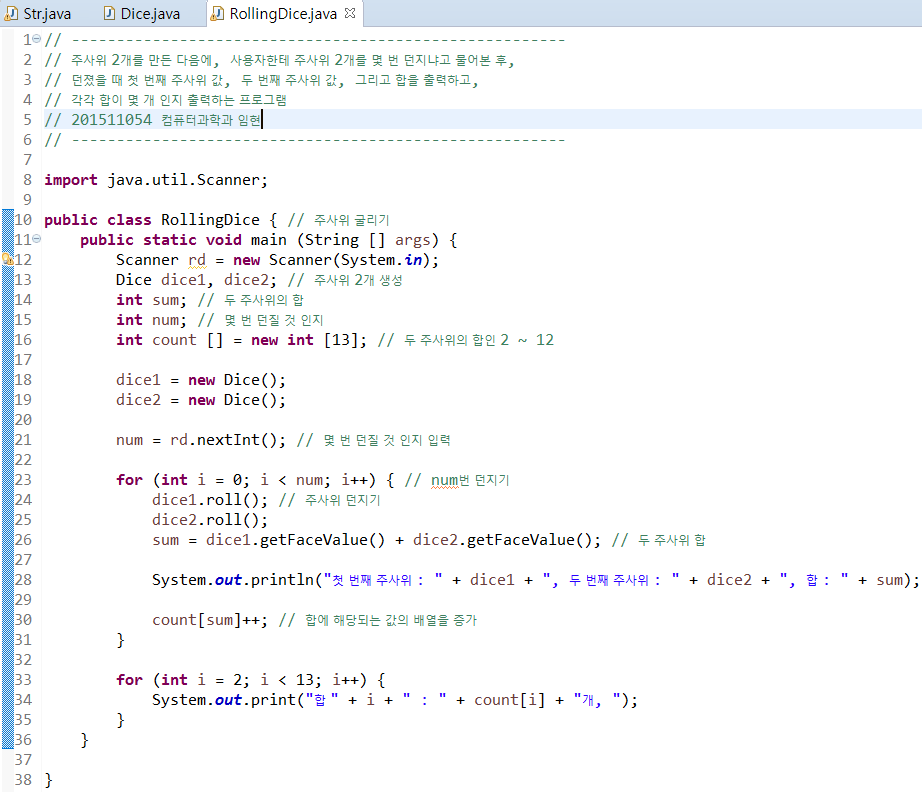 Str.java Dice.java RollingDice.java
1 // -------------------------------------------------------
2 // 주사위 2개를 만든 다음에, 사용자한테 주사위 2개를 몇 번 던지냐고 물어본 후,
3 // 던졌을 때 첫 번째 주사위 값, 두 번째 주사위 값, 그리고 합을 출력하고,
4 // 각각 합이 몇 개 인지 출력하는 프로그램
5 // 201511054 컴퓨터과학과 임현
6 // -------------------------------------------------------
7
8 import java.util.Scanner;
9
10 public class RollingDice { // 주사위 굴리기
11 public static void main (String [] args) {
12 Scanner rd = new Scanner(System.in);
13 Dice dice1, dice2; // 주사위 2개 생성
14 int sum; // 두 주사위의 합
15 int num; // 몇 번 던질 것 인지
16 int count [] = new int [13]; // 두 주사위의 합인 2 ~ 12
17
18 dice1 = new Dice();
19 dice2 = new Dice();
20
21 num = rd.nextInt(); // 몇 번 던질 것 인지 입력
22
23 for (int i = 0; i < num; i++) { // num번 던지기
24 dice1.roll(); // 주사위 던지기
25 dice2.roll();
26 sum = dice1.getFaceValue() + dice2.getFaceValue(); // 두 주사위 합
27
28 System.out.println("첫 번째 주사위 : " + dice1 + ", 두 번째 주사위 : " + dice2 + ", 합 : " + sum);
29
30 count[sum]++; // 합에 해당되는 값의 배열을 증가
31 }
32
33 for (int i = 2; i < 13; i++) {
34 System.out.print("합 " + i + " : " + count[i] + "개, ");
35 }
36 }
37
38 }